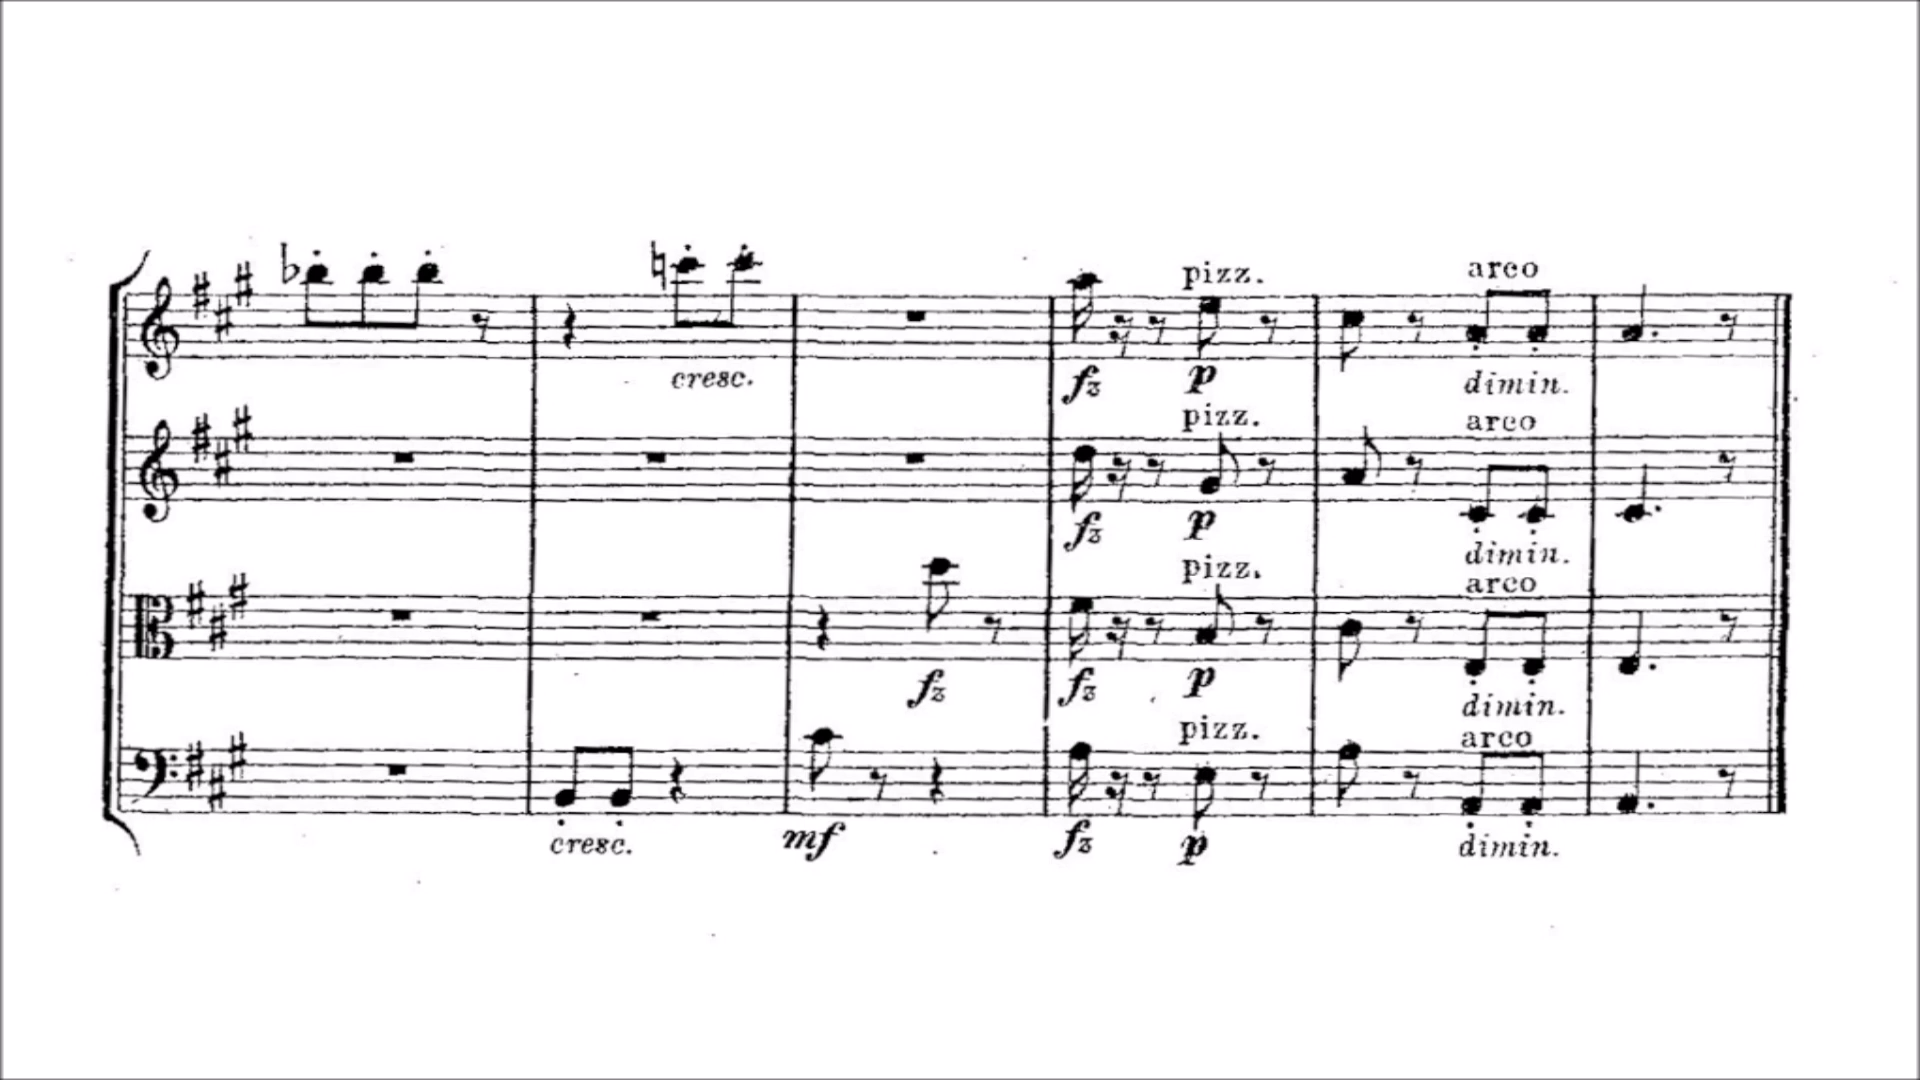 pizz. arco
cresc. fz p dimin.
pizz. arco
fz p dimin.
pizz. arco
fz fz p dimin.
pizz. arco
cresc. mf fz p dimin.